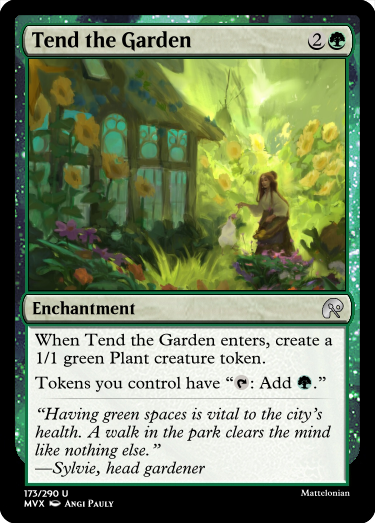 Tend the Garden 2
Enchantment
When Tend the Garden enters, create a
1/1 green Plant creature token.
Tokens you control have “: Add .”
“Having green spaces is vital to the city’s
health. A walk in the park clears the mind
like nothing else.”
—Sylvie, head gardener
173/290 U
MVX Angi Pauly
Mattelonian